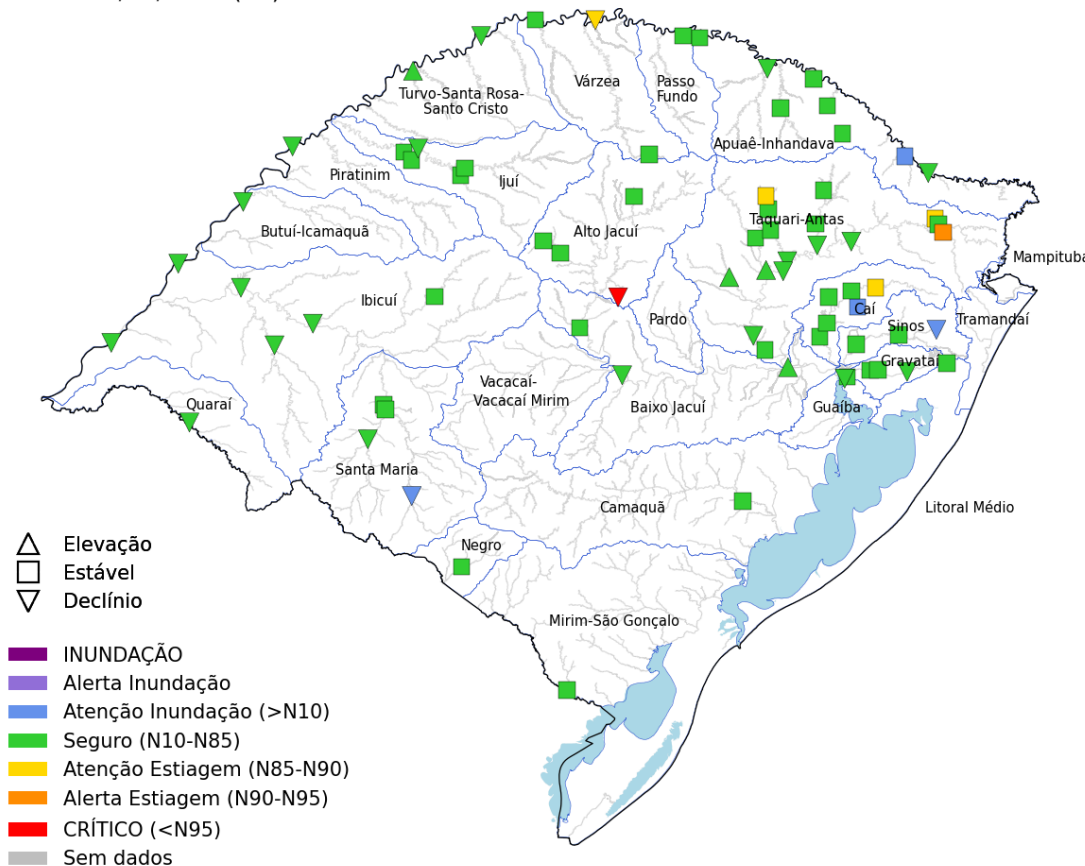 Várzea
Passo
Fundo
Turvo-Santa Rosa-
Santo Cristo
Apuaê-Inhandava
Piratinim
Ijuí
Butuí-Icamaquã
Alto Jacuí
Taquari-Antas
Mampituba
Ibicuí
Caí
Pardo
Sinos
Tramandaí
Gravataí
Quaraí
Vacacaí-
Vacacaí Mirim
Baixo Jacuí
Guaíba
Santa Maria
Camaquã
Litoral Médio
Negro
Mirim-São Gonçalo
Elevação
Estável
Declínio
INUNDAÇÃO
Alerta Inundação
Atenção Inundação (>N10)
Seguro (N10-N85)
Atenção Estiagem (N85-N90)
Alerta Estiagem (N90-N95)
CRÍTICO (<N95)
Sem dados